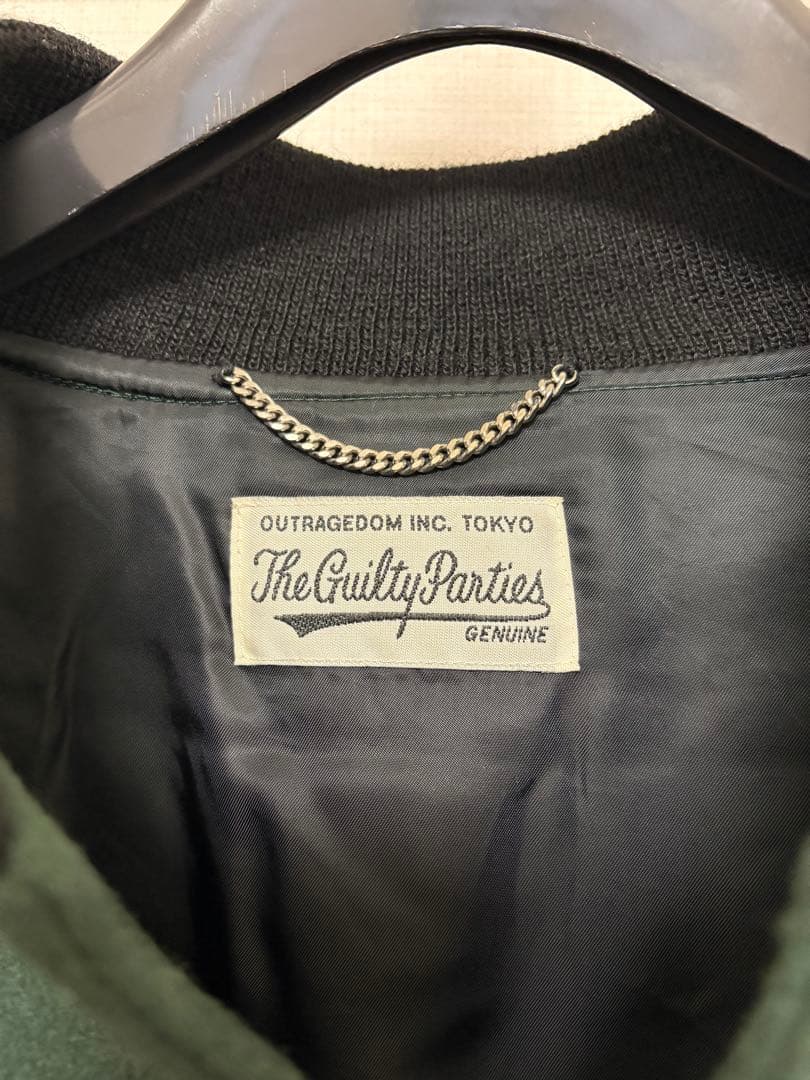 OUTRAGEDOM INC. TOKYO
The Guilty Parties
GENUINE